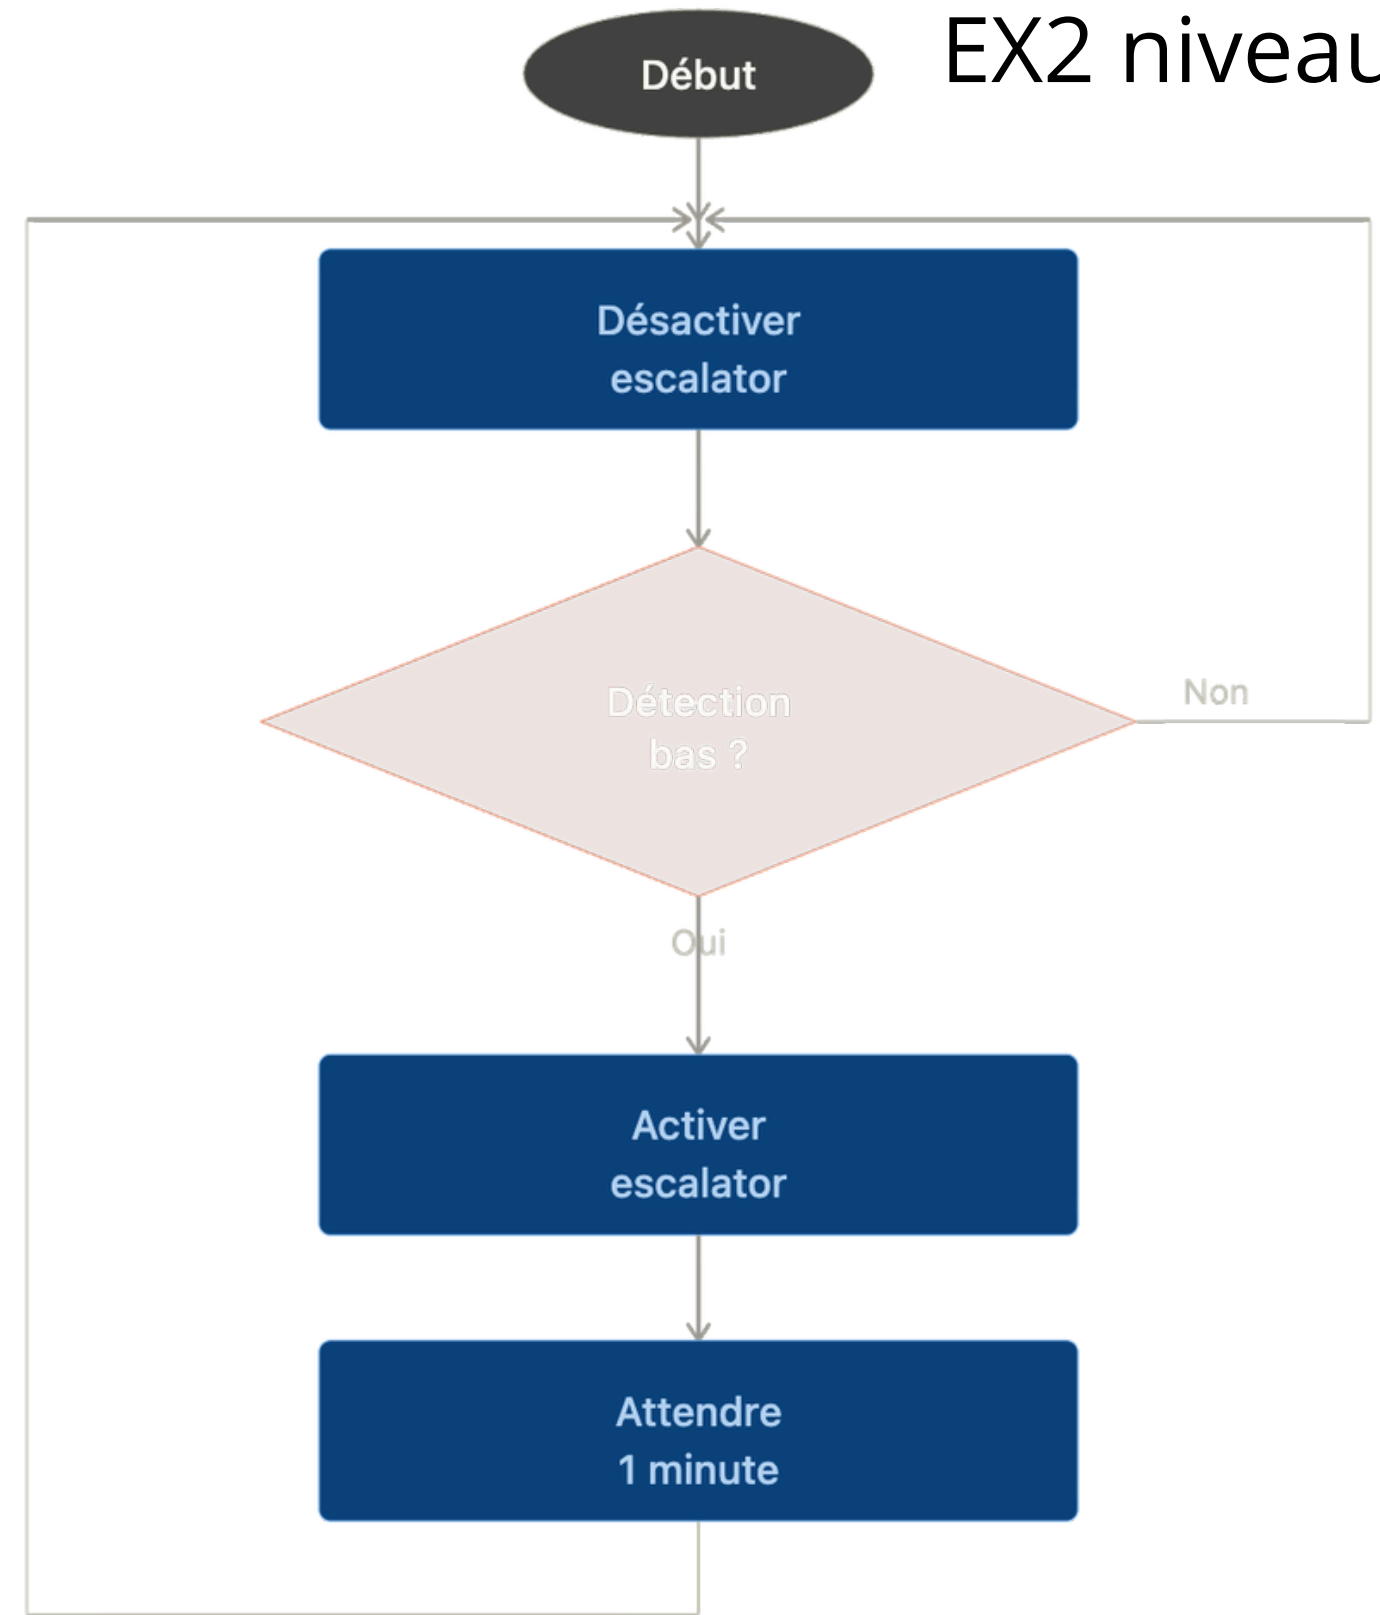 Début
EX2 niveau
Désactiver
escalator
Détection
bas ?
Non
Oui
Activer
escalator
Attendre
1 minute